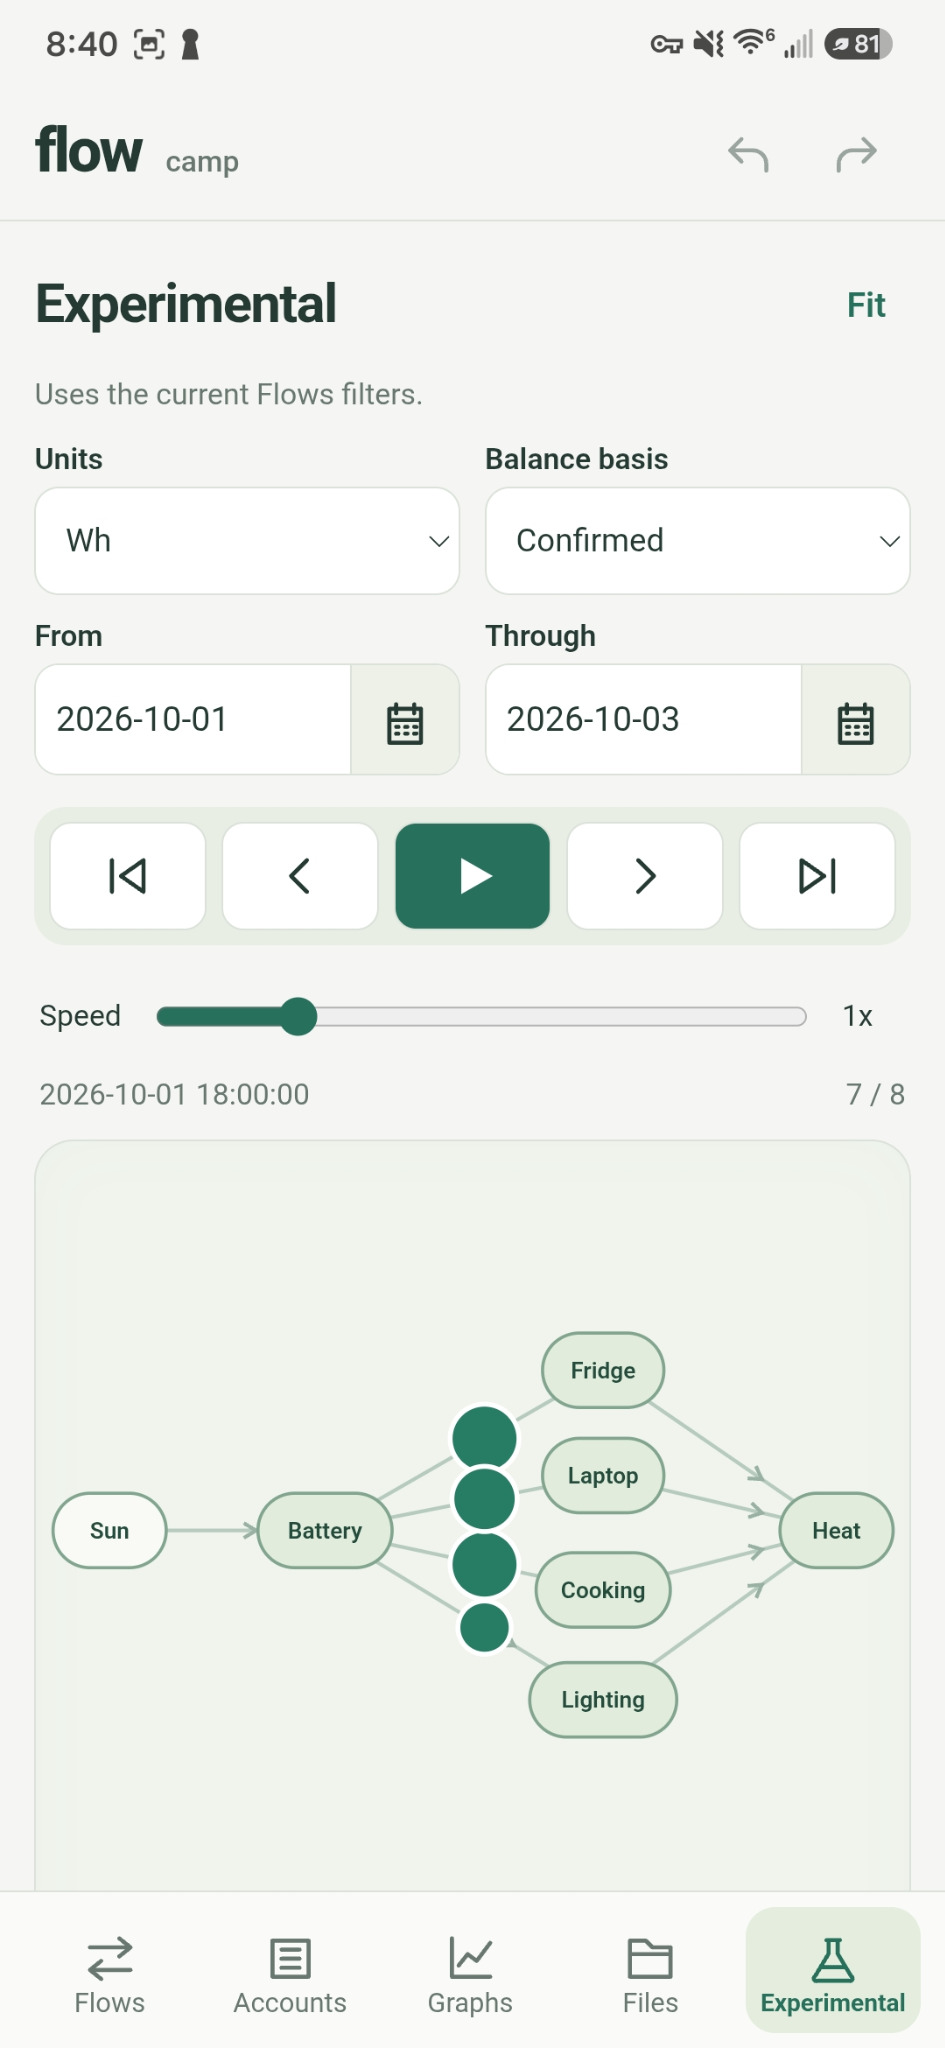 8:40
6
81
flow camp
Experimental
Fit
Uses the current Flows filters.
Units
Balance basis
Wh
Confirmed
From
Through
2026-10-01
2026-10-03
Speed
1x
2026-10-01 18:00:00
7 / 8
Fridge
Laptop
Sun
Battery
Heat
Cooking
Lighting
Flows
Accounts
Graphs
Files
Experimental